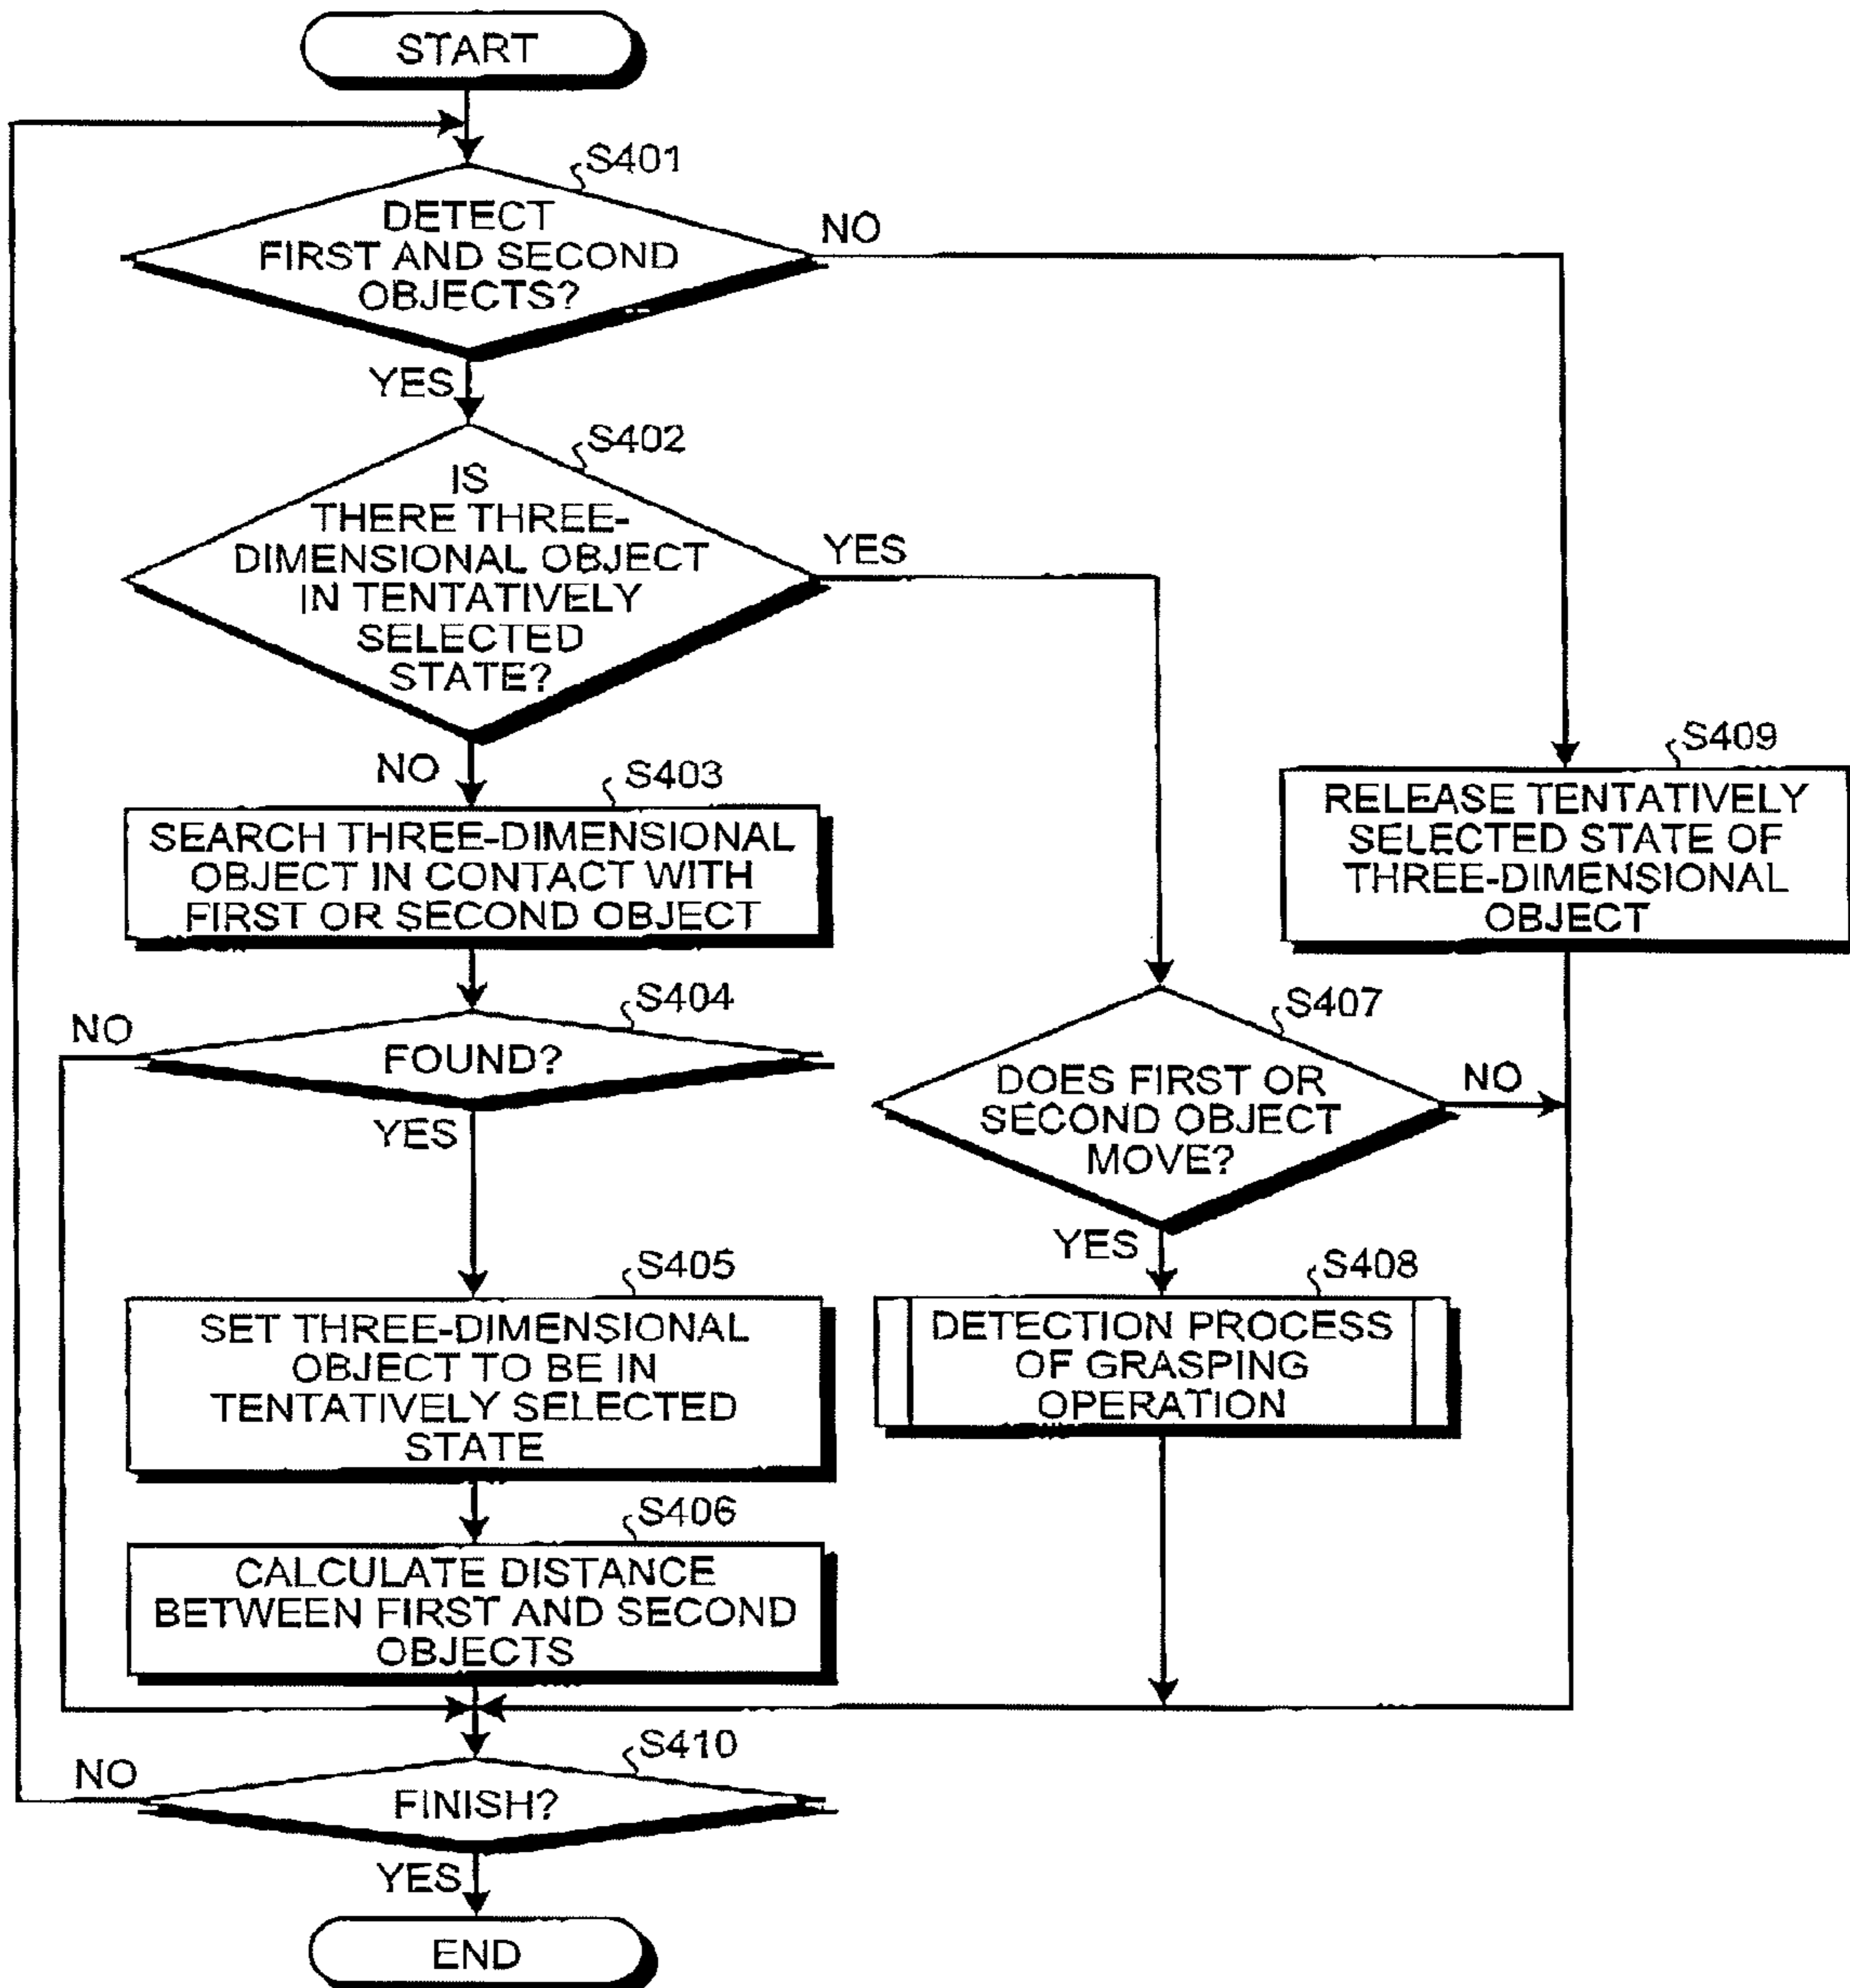 START
S401
DETECT
FIRST AND SECOND
OBJECTS?
NO
YES
S402
IS
THERE THREE-
DIMENSIONAL OBJECT
IN TENTATIVELY
SELECTED
STATE?
YES
NO
S403
SEARCH THREE-DIMENSIONAL
OBJECT IN CONTACT WITH
FIRST OR SECOND OBJECT
S409
RELEASE TENTATIVELY
SELECTED STATE OF
THREE-DIMENSIONAL
OBJECT
S404
NO
FOUND?
YES
S407
DOES FIRST OR
SECOND OBJECT
MOVE?
NO
YES
S405
SET THREE-DIMENSIONAL
OBJECT TO BE IN
TENTATIVELY SELECTED
STATE
S408
DETECTION PROCESS
OF GRASPING
OPERATION
S406
CALCULATE DISTANCE
BETWEEN FIRST AND SECOND
OBJECTS
S410
NO
FINISH?
YES
END